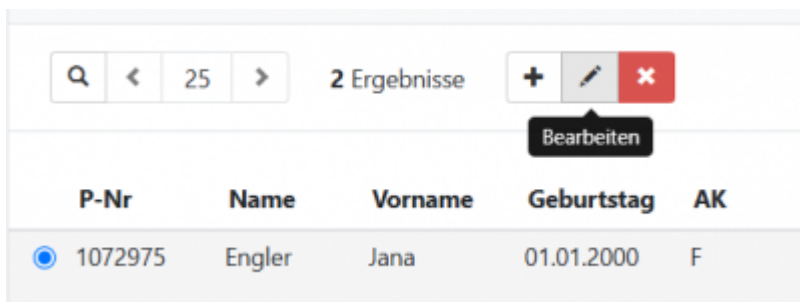 25 2 Ergebnisse
Bearbeiten
P-Nr Name Vorname Geburtstag AK
1072975 Engler Jana 01.01.2000 F